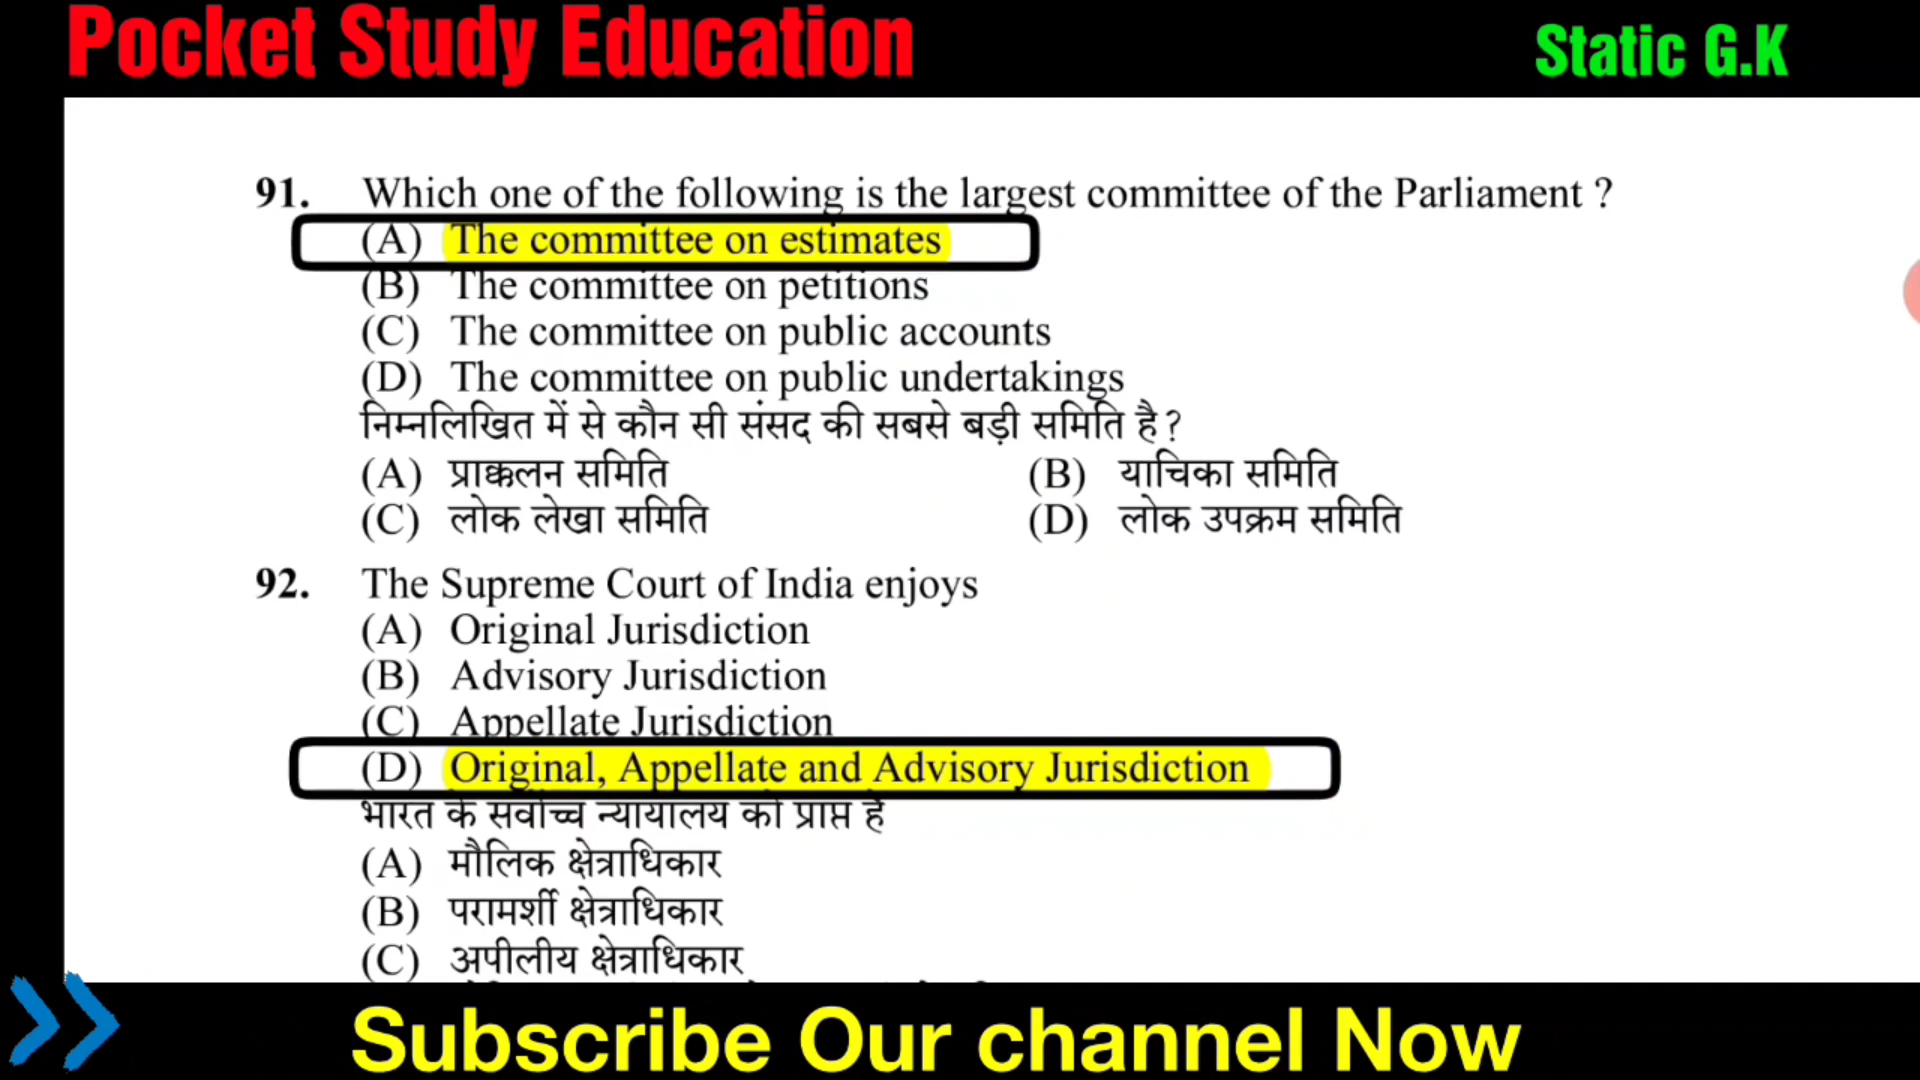 Pocket Study Education
Static G.K
91. Which one of the following is the largest committee of the Parliament ?
(A) The committee on estimates
(B) The committee on petitions
(C) The committee on public accounts
(D) The committee on public undertakings
निम्नलिखित में से कौन सी संसद की सबसे बड़ी समिति है ?
(A) प्राक्कलन समिति (B) याचिका समिति
(C) लोक लेखा समिति (D) लोक उपक्रम समिति
92. The Supreme Court of India enjoys
(A) Original Jurisdiction
(B) Advisory Jurisdiction
(C) Appellate Jurisdiction
(D) Original, Appellate and Advisory Jurisdiction
भारत के सर्वोच्च न्यायालय को प्राप्त है
(A) मौलिक क्षेत्राधिकार
(B) परामर्शी क्षेत्राधिकार
(C) अपीलीय क्षेत्राधिकार
Subscribe Our channel Now